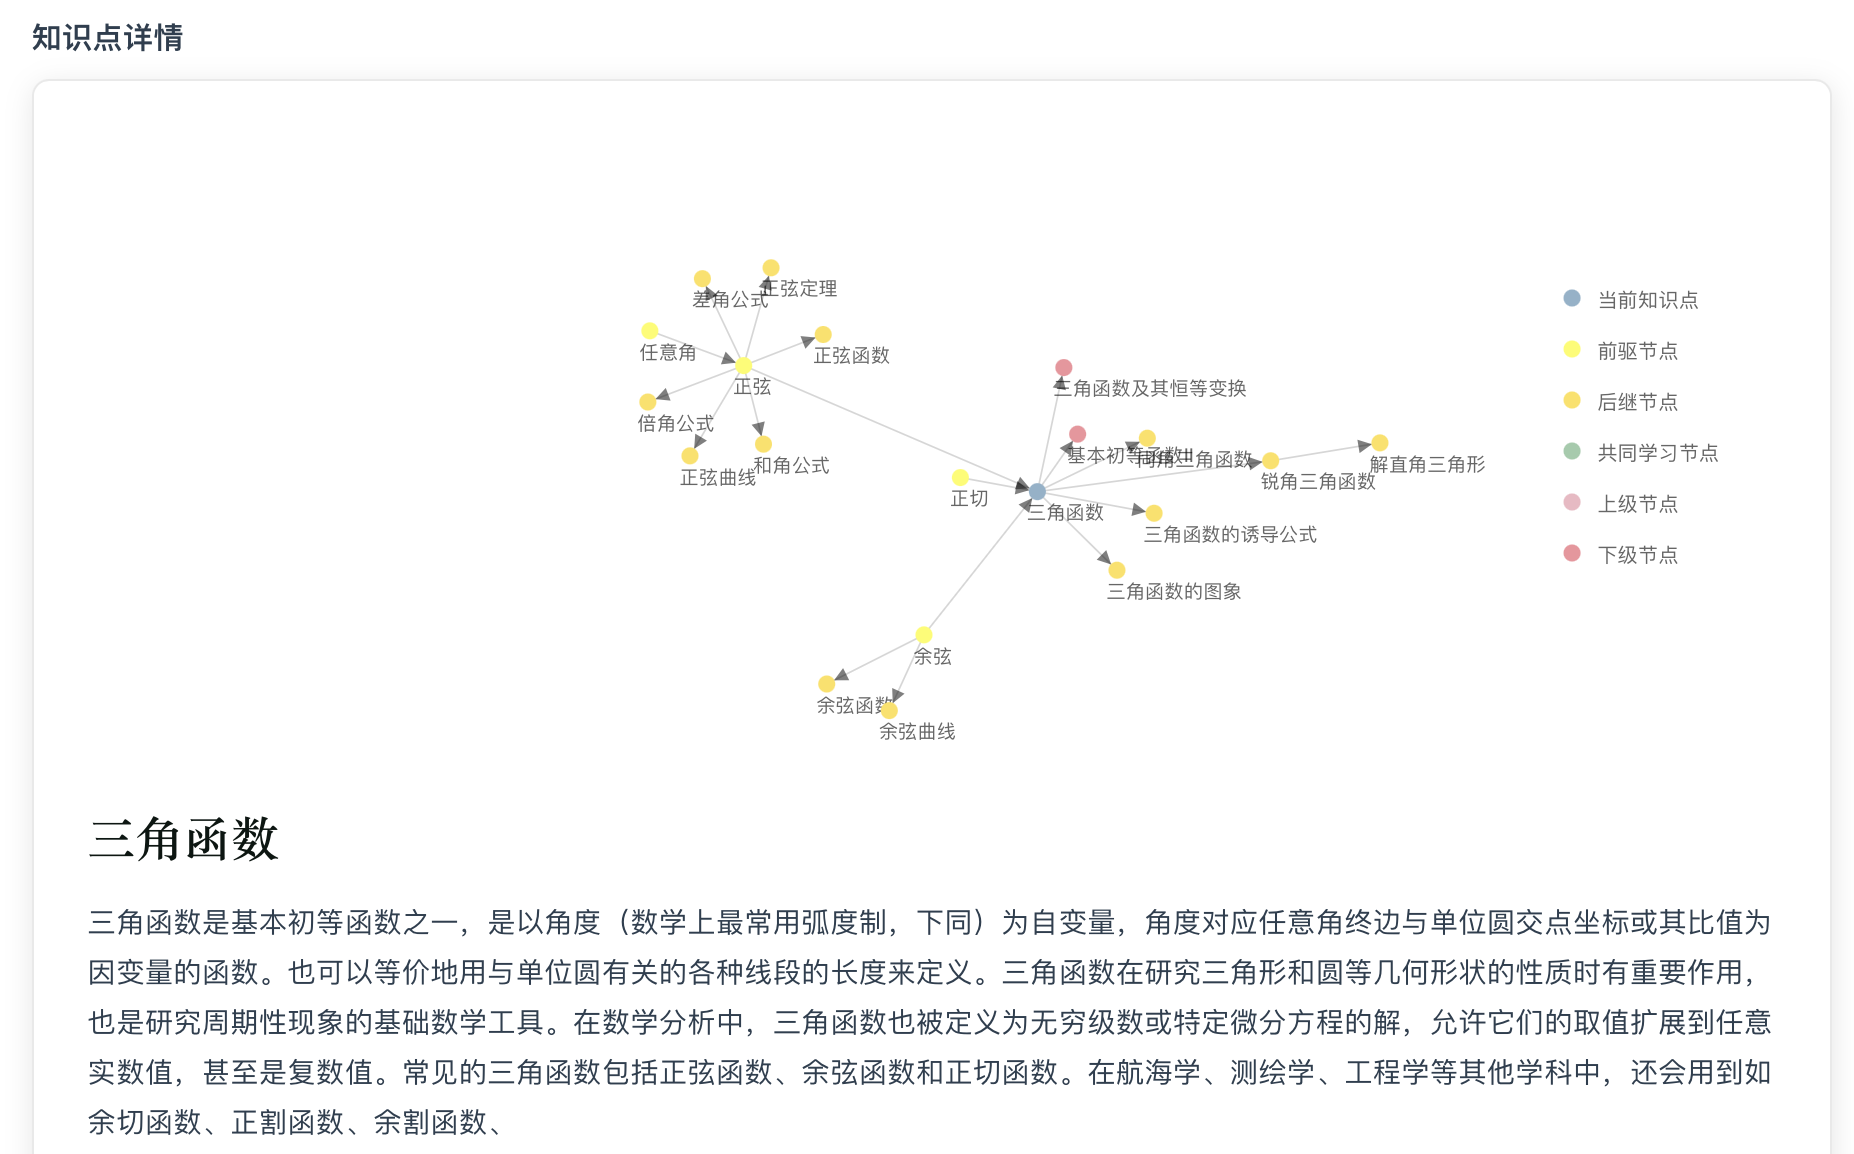 知识点详情
差角公式
正弦定理
任意角
正弦函数
正弦
倍角公式
正弦曲线
和角公式
三角函数及其恒等变换
基本初等函数II
同角三角函数
锐角三角函数
解直角三角形
正切
三角函数
三角函数的诱导公式
三角函数的图象
余弦
余弦函数
余弦曲线
当前知识点
前驱节点
后继节点
共同学习节点
上级节点
下级节点
三角函数
三角函数是基本初等函数之一，是以角度（数学上最常用弧度制，下同）为自变量，角度对应任意角终边与单位圆交点坐标或其比值为
因变量的函数。也可以等价地用与单位圆有关的各种线段的长度来定义。三角函数在研究三角形和圆等几何形状的性质时有重要作用，
也是研究周期性现象的基础数学工具。在数学分析中，三角函数也被定义为无穷级数或特定微分方程的解，允许它们的取值扩展到任意
实数值，甚至是复数值。常见的三角函数包括正弦函数、余弦函数和正切函数。在航海学、测绘学、工程学等其他学科中，还会用到如
余切函数、正割函数、余割函数、